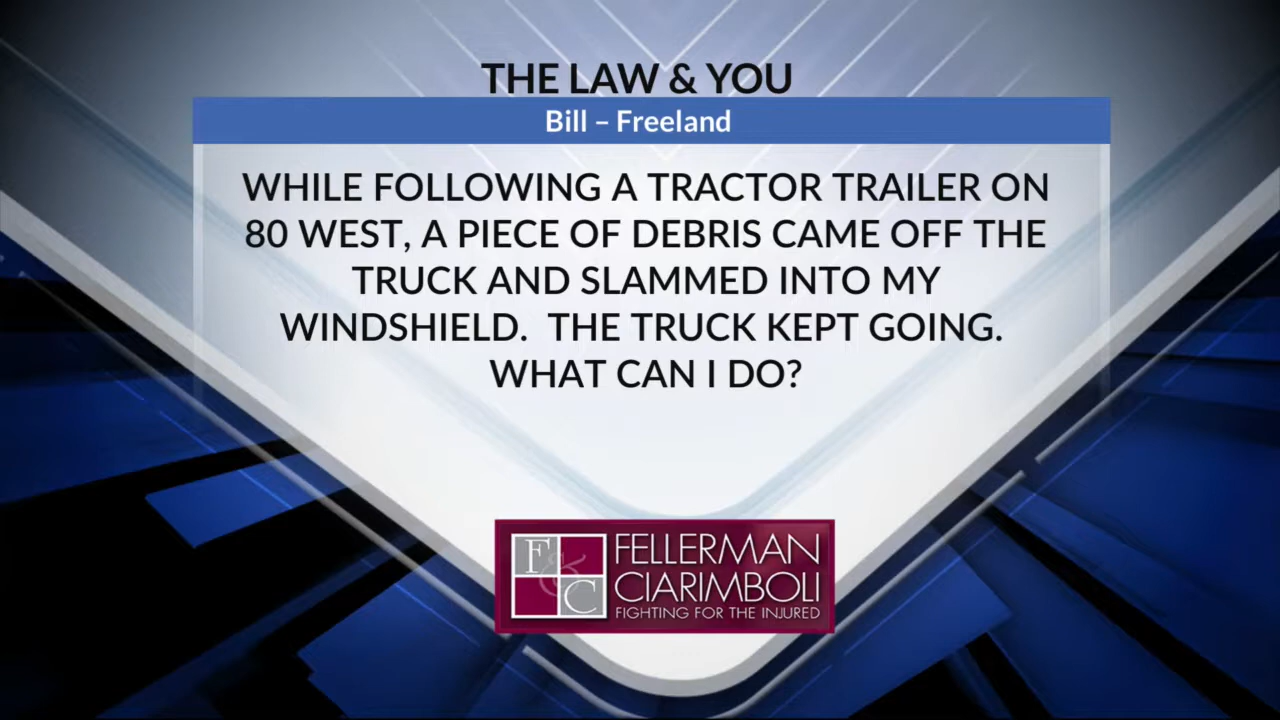 THE LAW & YOU
Bill – Freeland
WHILE FOLLOWING A TRACTOR TRAILER ON
80 WEST, A PIECE OF DEBRIS CAME OFF THE
TRUCK AND SLAMMED INTO MY
WINDSHIELD.  THE TRUCK KEPT GOING.
WHAT CAN I DO?
F&C
FELLERMAN
CIARIMBOLI
FIGHTING FOR THE INJURED